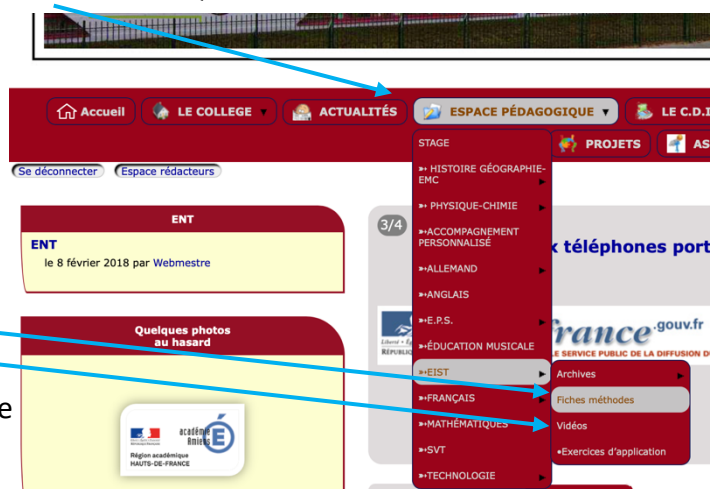 Accueil LE COLLEGE ACTUALITÉS ESPACE PÉDAGOGIQUE LE C.D.I
PROJETS AS
Se déconnecter Espace rédacteurs
STAGE
HISTOIRE GÉOGRAPHIE-
EMC
PHYSIQUE-CHIMIE
ACCOMPAGNEMENT
PERSONNALISÉ
ALLEMAND
ANGLAIS
E.P.S.
ÉDUCATION MUSICALE
EIST
FRANÇAIS
MATHÉMATIQUES
SVT
TECHNOLOGIE
Archives
Fiches méthodes
Vidéos
•Exercices d'application
ENT
ENT
le 8 février 2018 par Webmestre
3/4
x téléphones port
france.gouv.fr
LE SERVICE PUBLIC DE LA DIFFUSION D
Quelques photos
au hasard
académie
Amiens
Région académique
HAUTS-DE-FRANCE
e